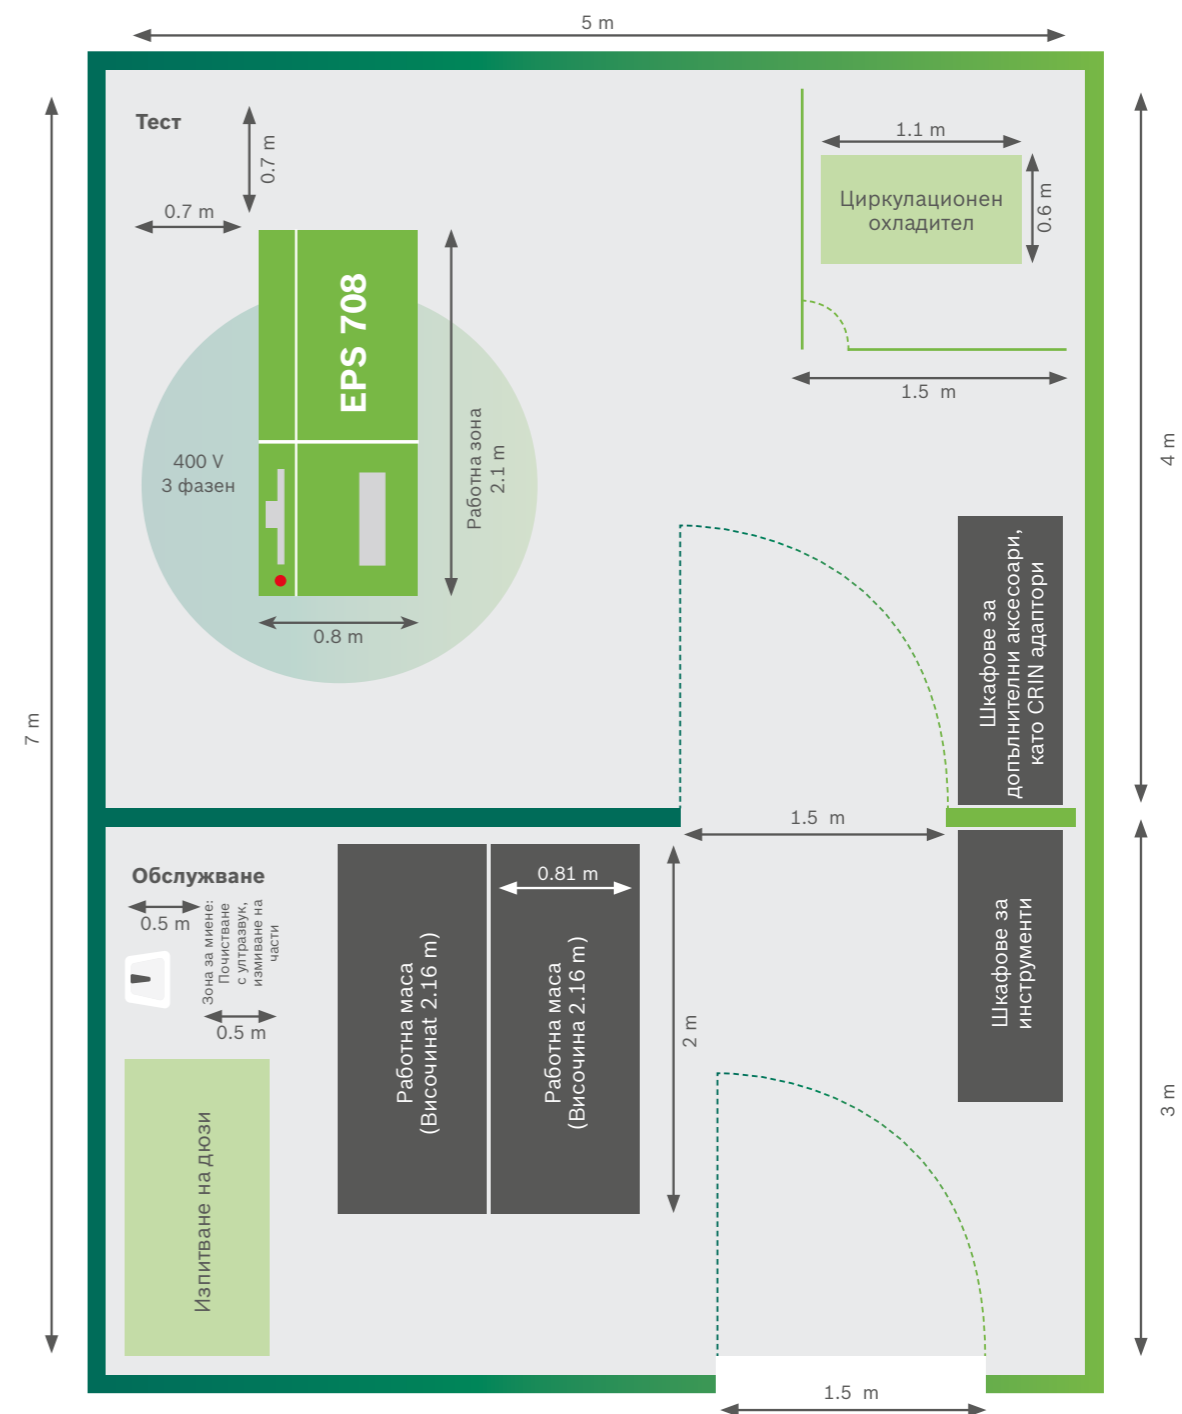 5 m
Тест
0.7 m
0.7 m
1.1 m
Циркулационен
охладител
0.6 m
1.5 m
EPS 708
400 V
3 фазен
Работна зона
2.1 m
0.8 m
4 m
7 m
Шкафове за
допълнителни аксесоари,
като CRIN адаптори
1.5 m
Обслужване
0.5 m
Зона за миене:
Почистване
с ултразвук,
измиване на
части
0.5 m
0.81 m
Работна маса
(Височинат 2.16 m)
Работна маса
(Височина 2.16 m)
2 m
Шкафове за
инструменти
3 m
Изпитване на дюзи
1.5 m